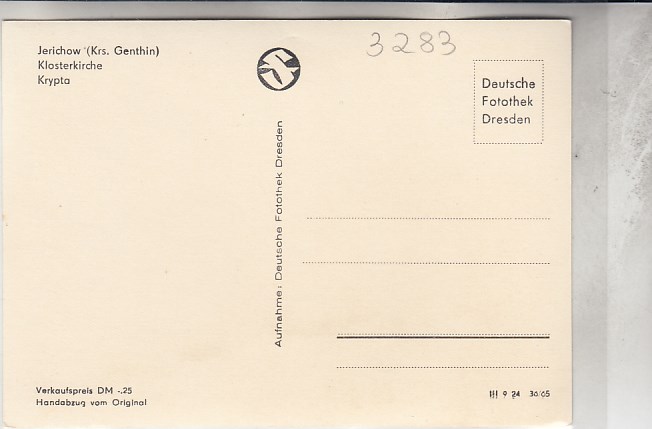 Jerichow (Krs. Genthin)
Klosterkirche
Krypta
3283
Deutsche
Fotothek
Dresden
Aufnahme: Deutsche Fotothek Dresden
Verkaufspreis DM -.25
Handabzug vom Original
III 9 24 30/65